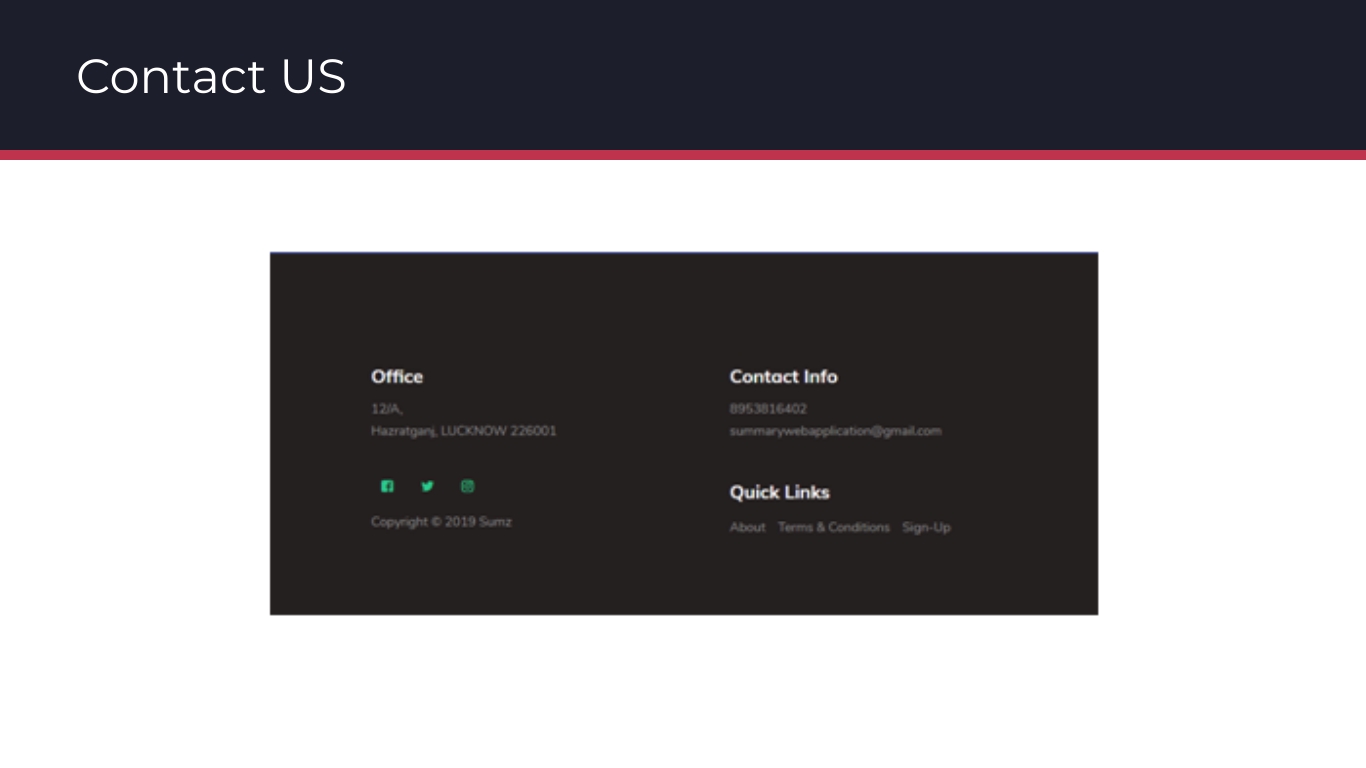 Contact US
Office
12/A,
Hazratganj, LUCKNOW 226001
Copyright © 2019 Sumz
Contact Info
8953816402
summarywebapplication@gmail.com
Quick Links
About Terms & Conditions Sign-Up